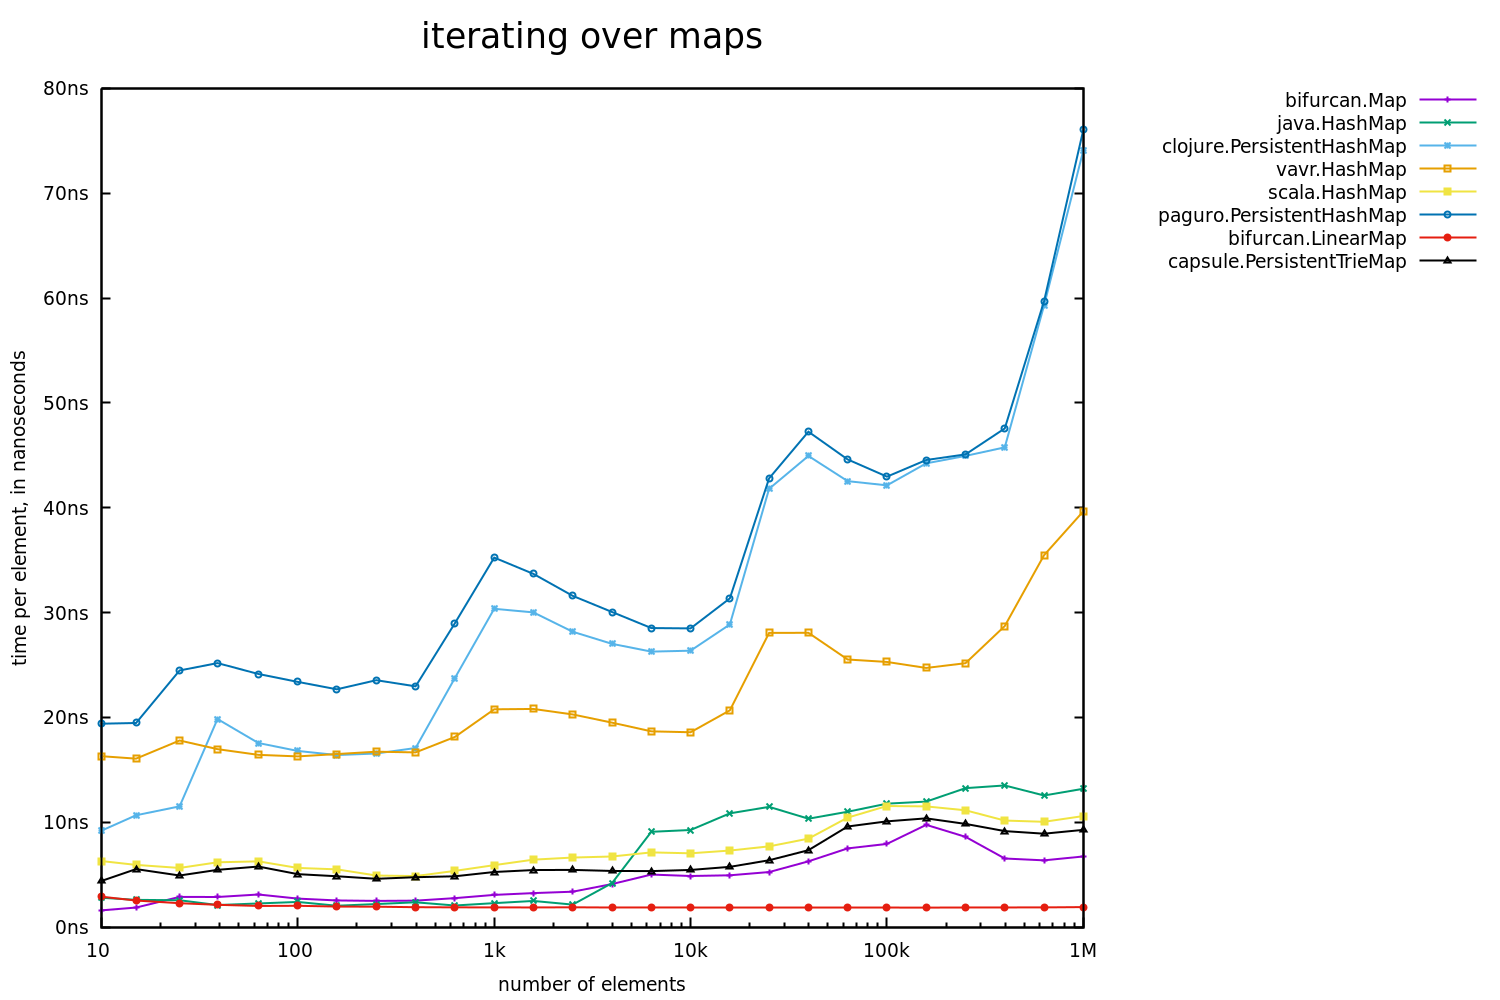 iterating over maps
80ns
70ns
60ns
50ns
40ns
30ns
20ns
10ns
0ns
time per element, in nanoseconds
10
100
1k
10k
100k
1M
number of elements
bifurcan.Map
java.HashMap
clojure.PersistentHashMap
vavr.HashMap
scala.HashMap
paguro.PersistentHashMap
bifurcan.LinearMap
capsule.PersistentTrieMap